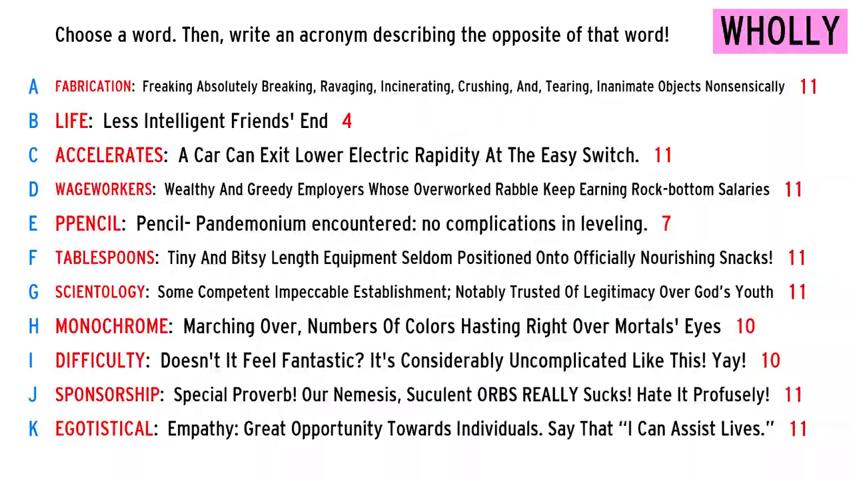 Choose a word. Then, write an acronym describing the opposite of that word!
WHOLLY
A FABRICATION: Freaking Absolutely Breaking, Ravaging, Incinerating, Crushing, And, Tearing, Inanimate Objects Nonsensically 11
B LIFE: Less Intelligent Friends' End 4
C ACCELERATES: A Car Can Exit Lower Electric Rapidity At The Easy Switch. 11
D WAGEWORKERS: Wealthy And Greedy Employers Whose Overworked Rabble Keep Earning Rock-bottom Salaries 11
E PPENCIL: Pencil- Pandemonium encountered: no complications in leveling. 7
F TABLESPOONS: Tiny And Bitsy Length Equipment Seldom Positioned Onto Officially Nourishing Snacks! 11
G SCIENTOLOGY: Some Competent Impeccable Establishment; Notably Trusted Of Legitimacy Over God's Youth 11
H MONOCHROME: Marching Over, Numbers Of Colors Hasting Right Over Mortals' Eyes 10
I DIFFICULTY: Doesn't It Feel Fantastic? It's Considerably Uncomplicated Like This! Yay! 10
J SPONSORSHIP: Special Proverb! Our Nemesis, Suculent ORBS REALLY Sucks! Hate It Profusely! 11
K EGOTISTICAL: Empathy: Great Opportunity Towards Individuals. Say That “I Can Assist Lives.” 11